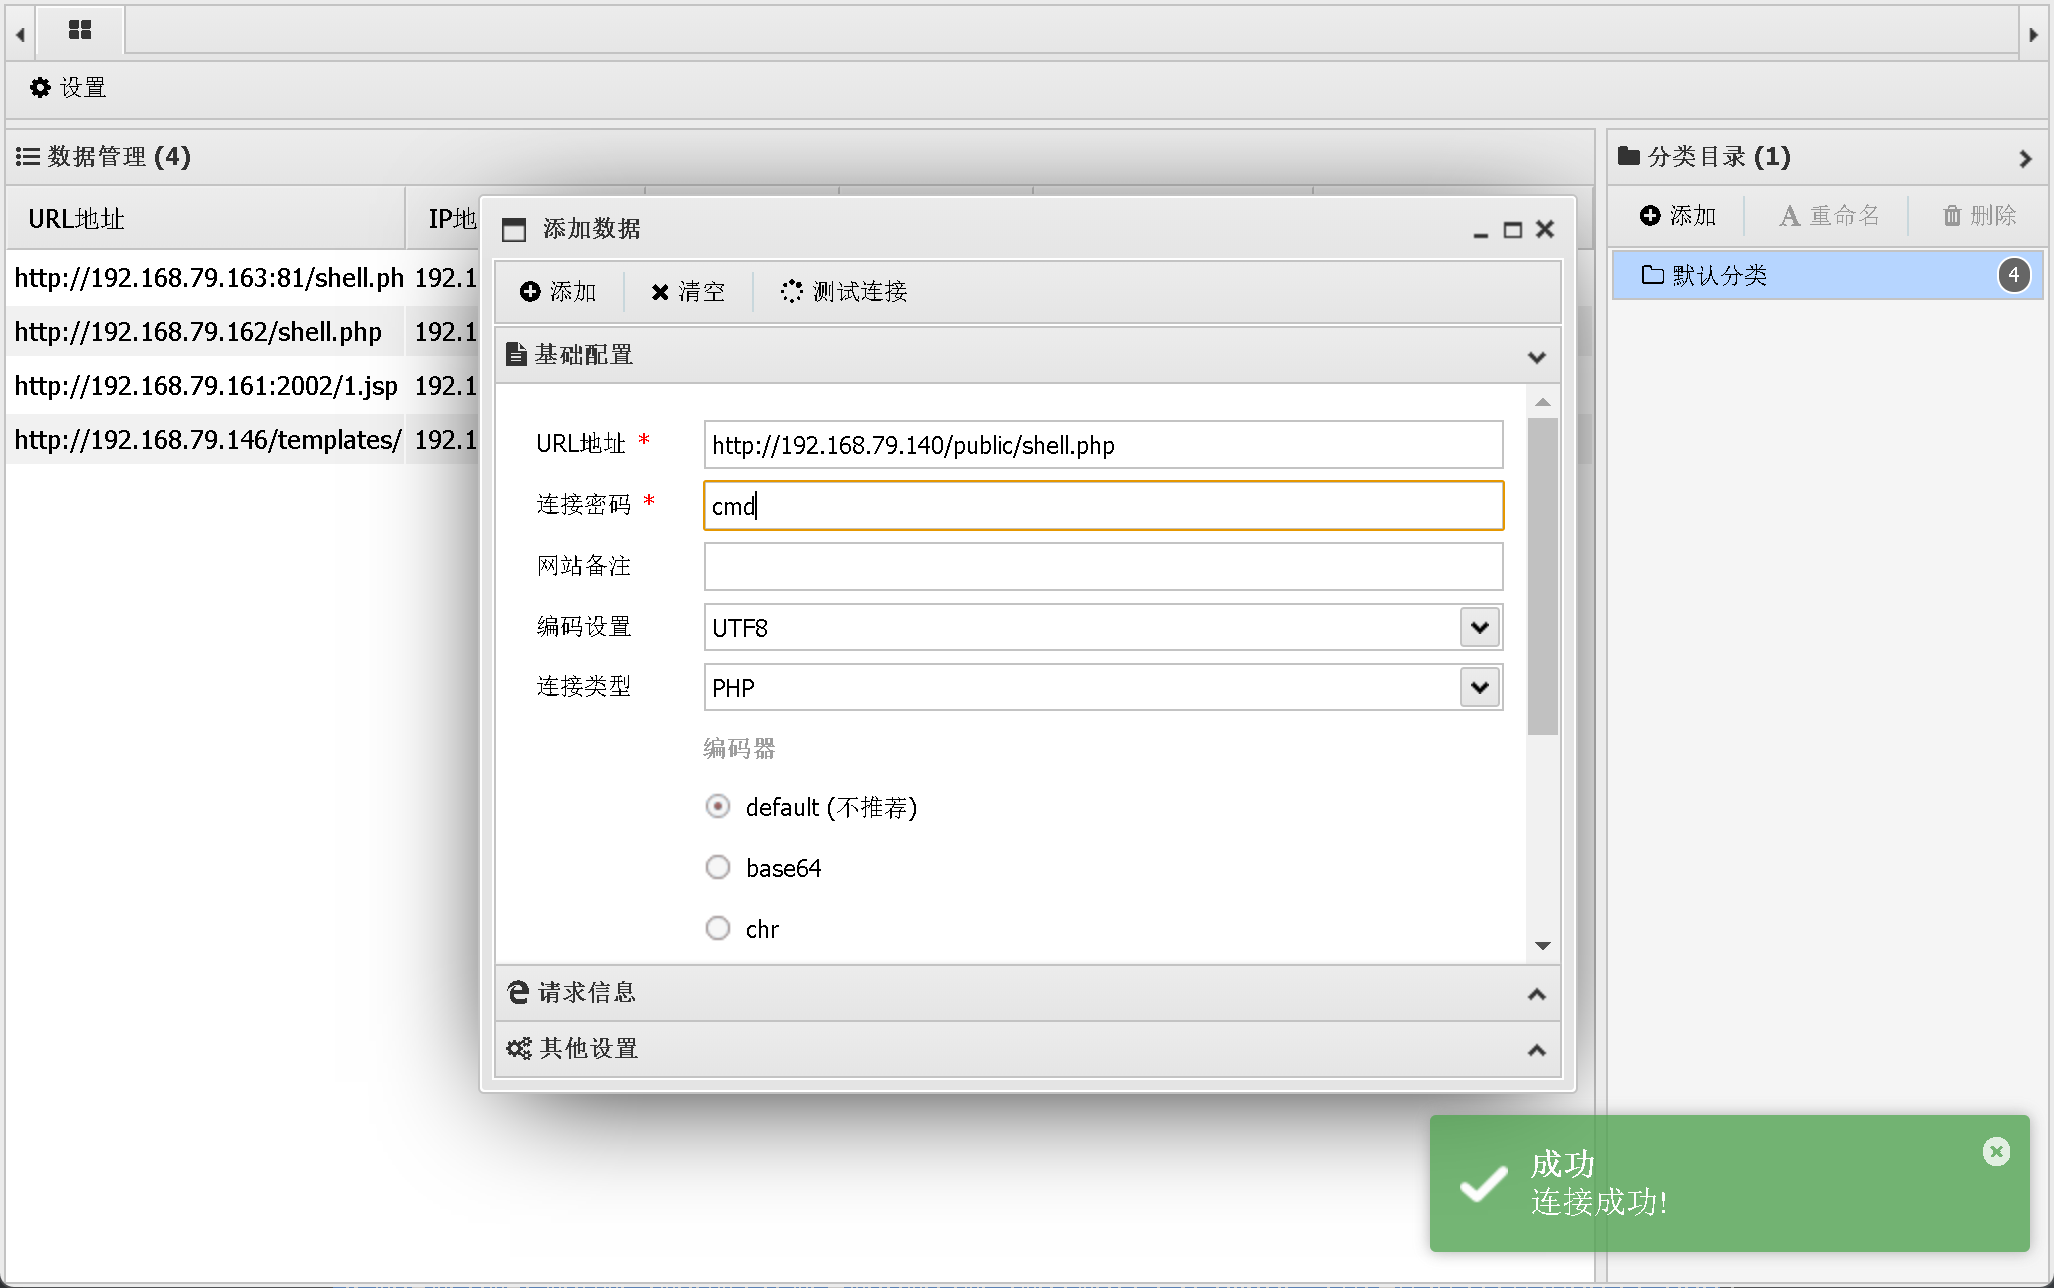 设置
数据管理 (4)
URL地址
IP地
http://192.168.79.163:81/shell.ph 192.1
http://192.168.79.162/shell.php 192.1
http://192.168.79.161:2002/1.jsp 192.1
http://192.168.79.146/templates/ 192.1
添加数据
添加 清空 测试连接
基础配置
URL地址 * http://192.168.79.140/public/shell.php
连接密码 * cmd
网站备注
编码设置 UTF8
连接类型 PHP
编码器
default (不推荐)
base64
chr
请求信息
其他设置
分类目录 (1)
添加 重命名 删除
默认分类 4
成功
连接成功!